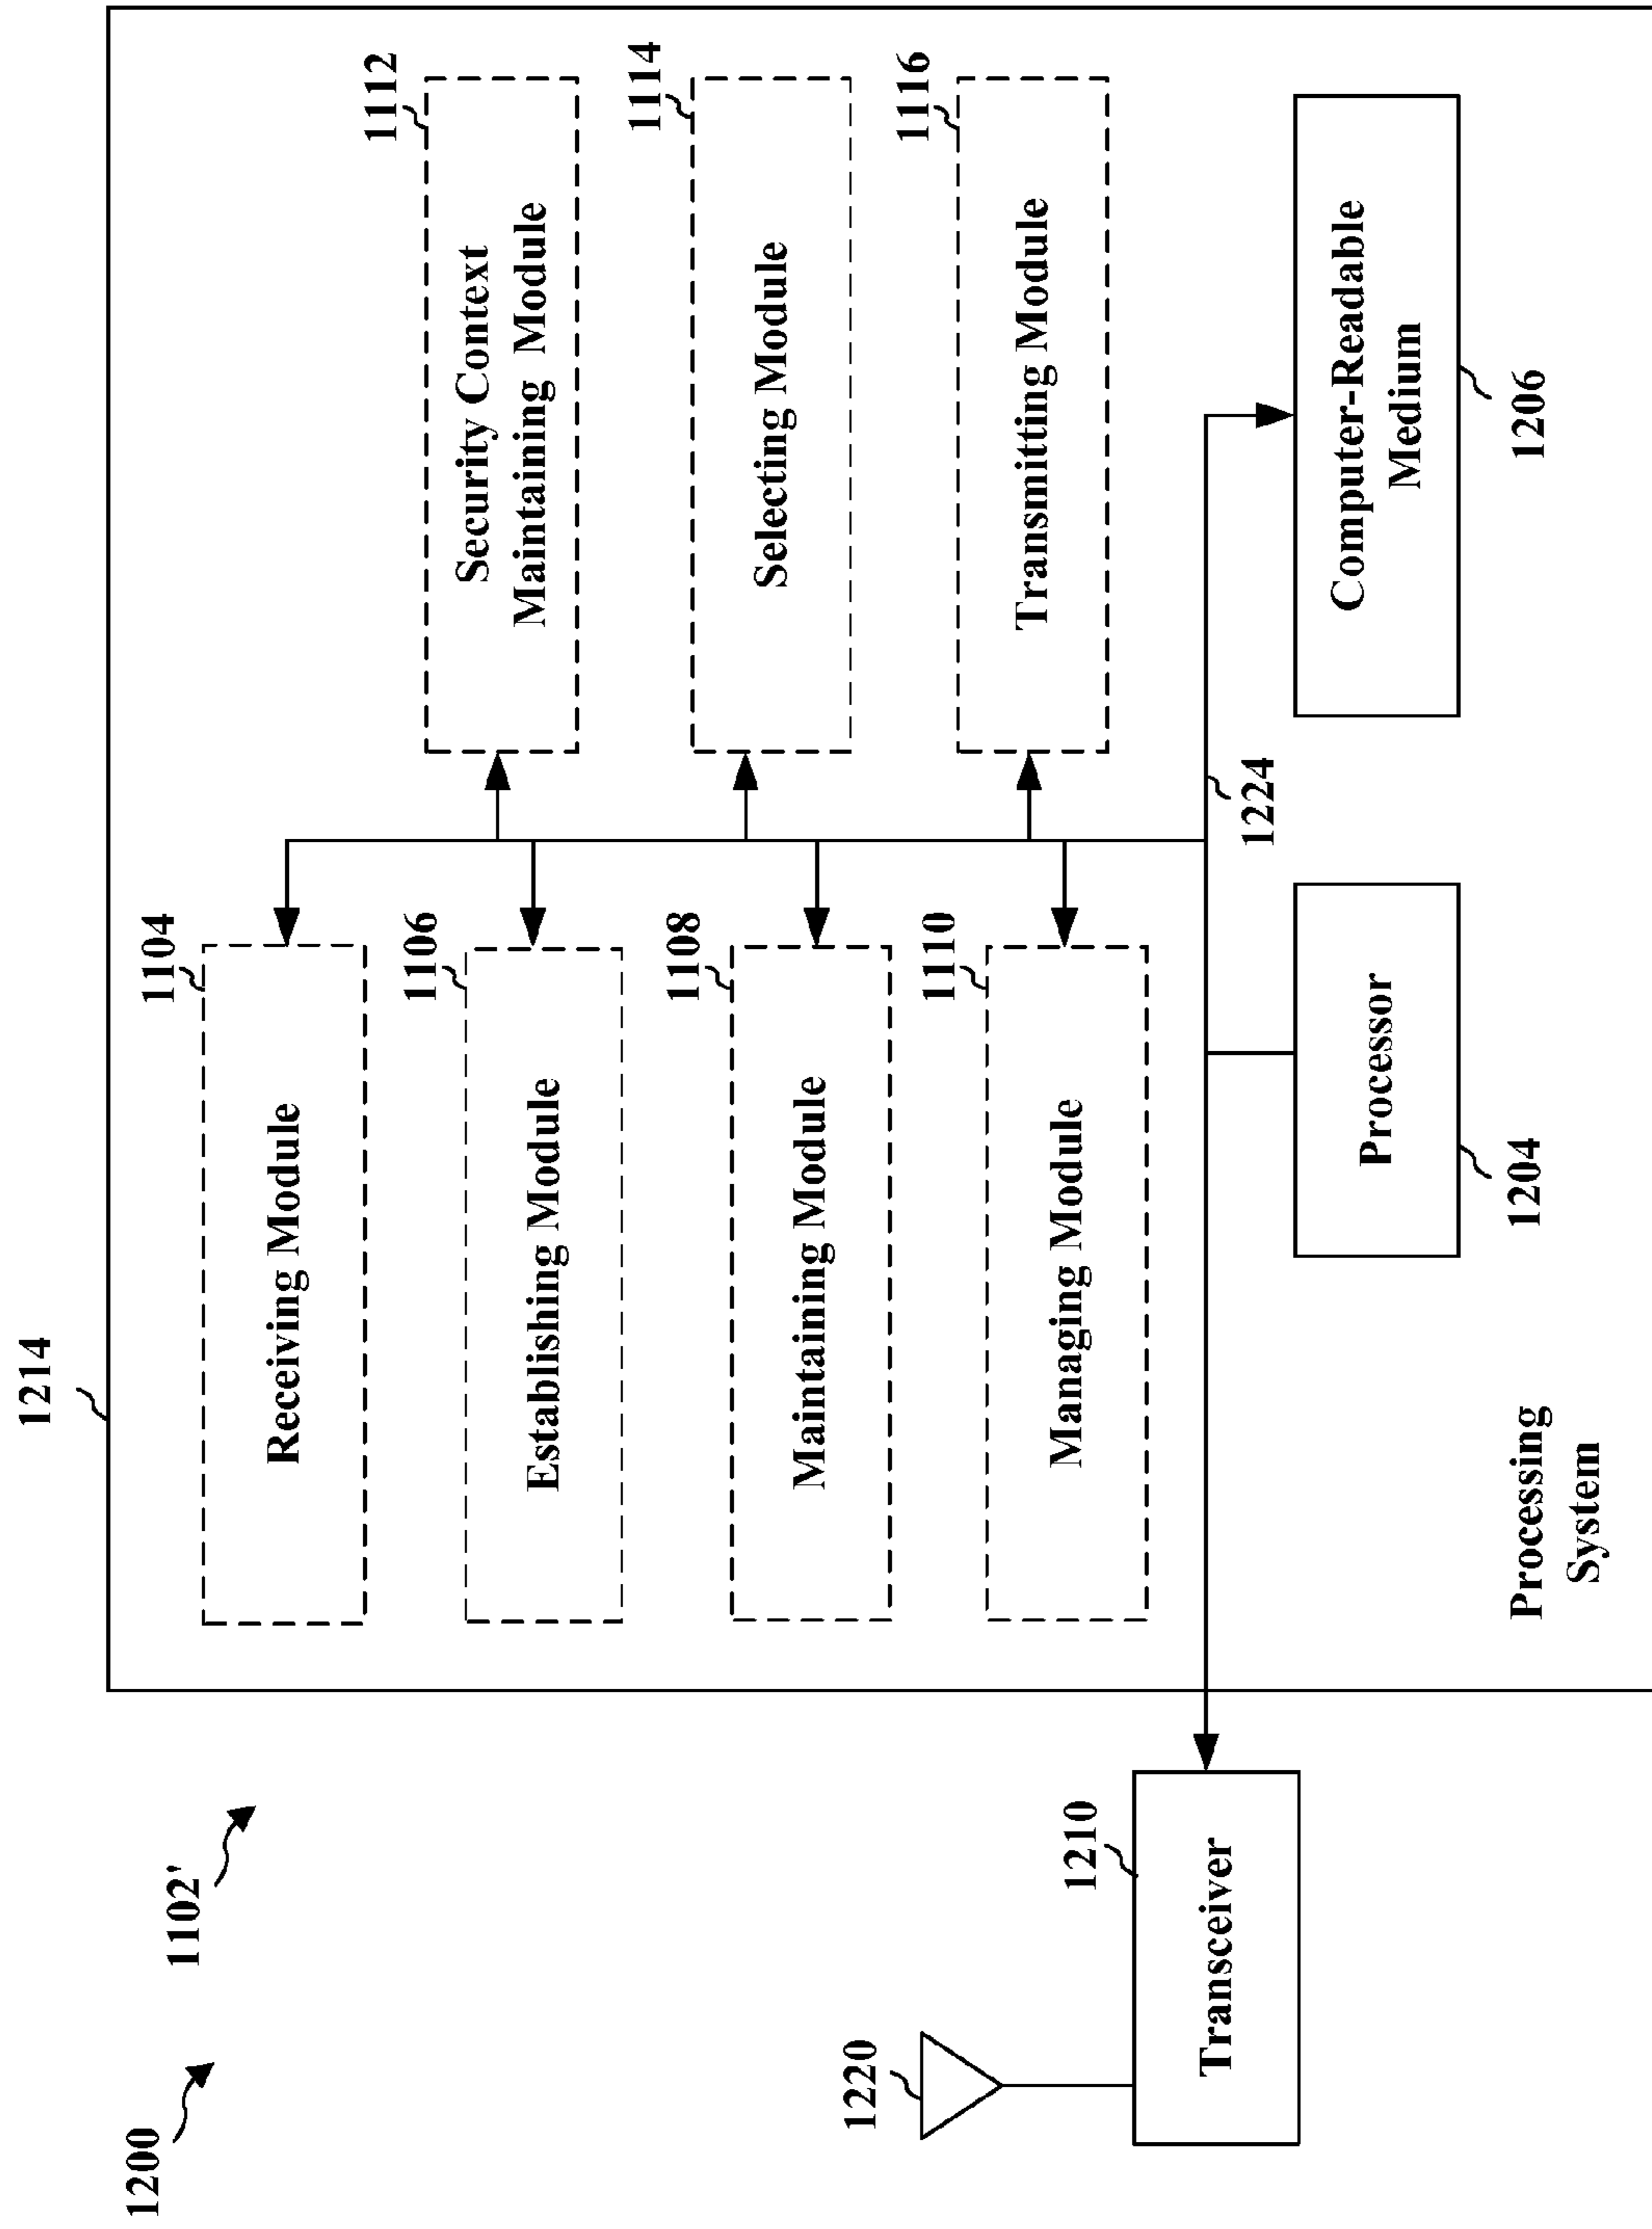 1200
1102'
1214
1104
Receiving Module
1106
Establishing Module
1108
Maintaining Module
1110
Managing Module
1112
Security Context
Maintaining Module
1114
Selecting Module
1116
Transmitting Module
1220
1210
Transceiver
1224
Processor
1204
Computer-Readable
Medium
1206
Processing
System